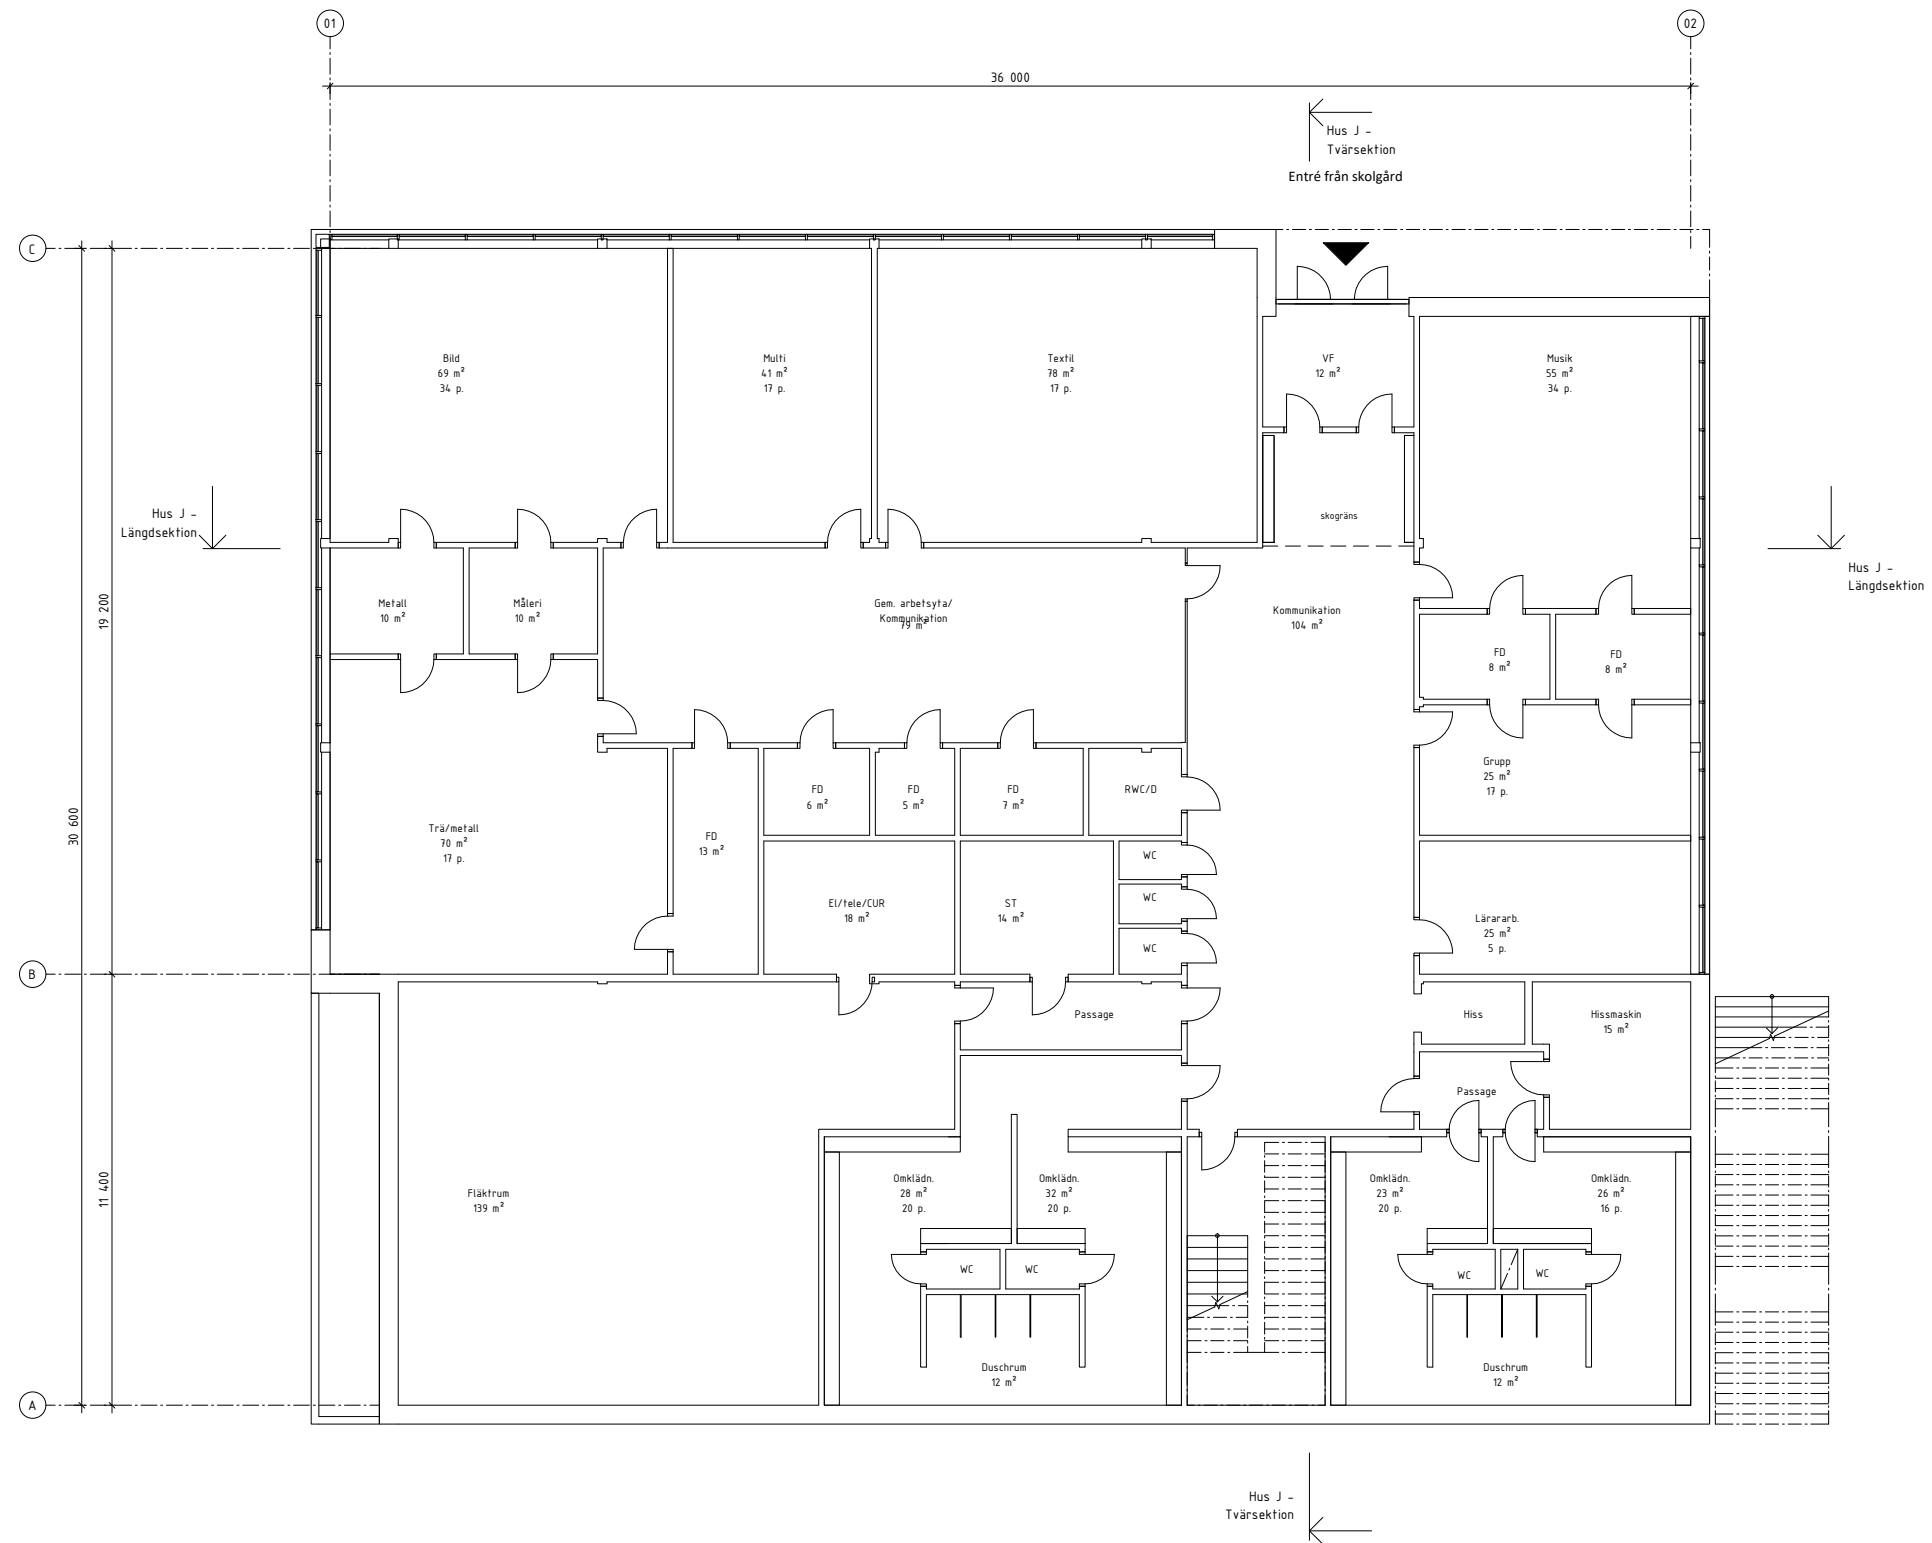 01
02
36 000
Hus J -
Tvärsektion
Entré från skolgård
C
Bild
69 m²
34 p.
Multi
41 m²
17 p.
Textil
78 m²
17 p.
VF
12 m²
Musik
55 m²
34 p.
Hus J -
Längdsektion
skogräns
Hus J -
Längdsektion
Metall
10 m²
Måleri
10 m²
Gem. arbetsyta/
Kommunikation
79 m²
Kommunikation
104 m²
19 200
FD
8 m²
FD
8 m²
Grupp
25 m²
17 p.
FD
6 m²
FD
5 m²
FD
7 m²
RWC/D
30 600
Trä/metall
70 m²
17 p.
FD
13 m²
WC
WC
WC
El/tele/CUR
18 m²
ST
14 m²
Lärararb.
25 m²
5 p.
B
Passage
Hiss
Hissmaskin
15 m²
Passage
11 400
Fläktrum
139 m²
Omklädn.
28 m²
20 p.
Omklädn.
32 m²
20 p.
Omklädn.
23 m²
20 p.
Omklädn.
26 m²
16 p.
WC
WC
WC
WC
Duschrum
12 m²
Duschrum
12 m²
A
Hus J -
Tvärsektion